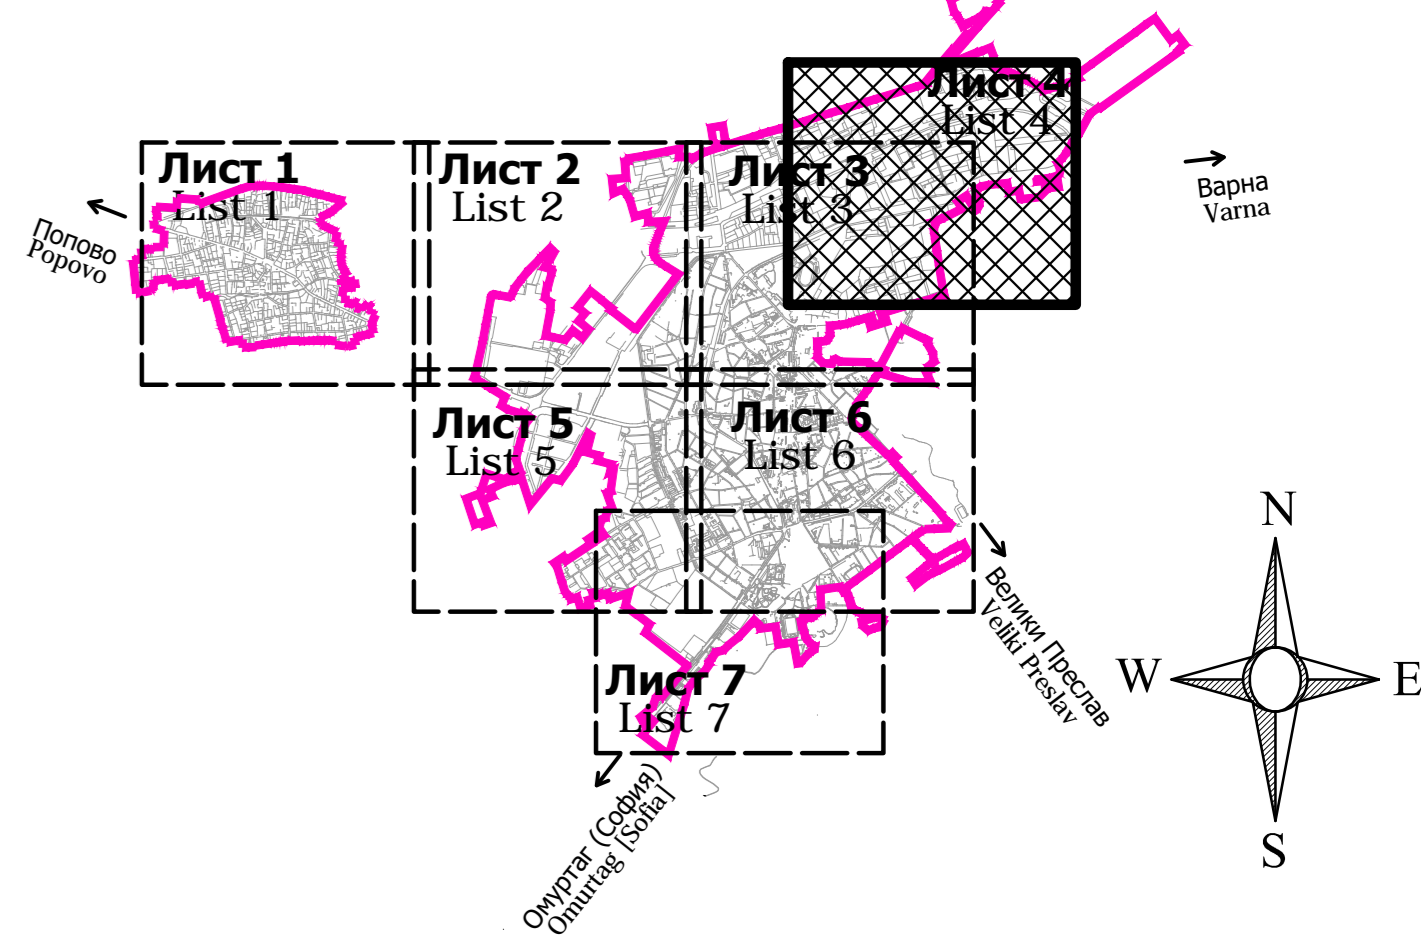 Лист 4
List 4
Лист 1
List 1
Лист 2
List 2
Лист 3
List 3
Варна
Varna
Попово
Popovo
Лист 5
List 5
Лист 6
List 6
N
W
E
S
Велики Преслав
Veliki Preslav
Лист 7
List 7
Омуртаг (София)
Omurtag [Sofia]